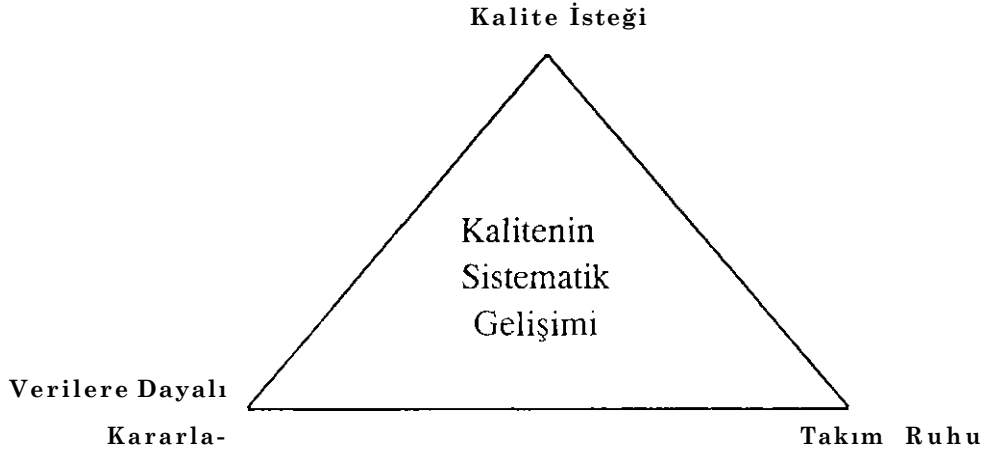 Kalite İsteği
Kalitenin
Sistematik
Gelişimi
Verilere Dayalı
Kararla-
Takım Ruhu